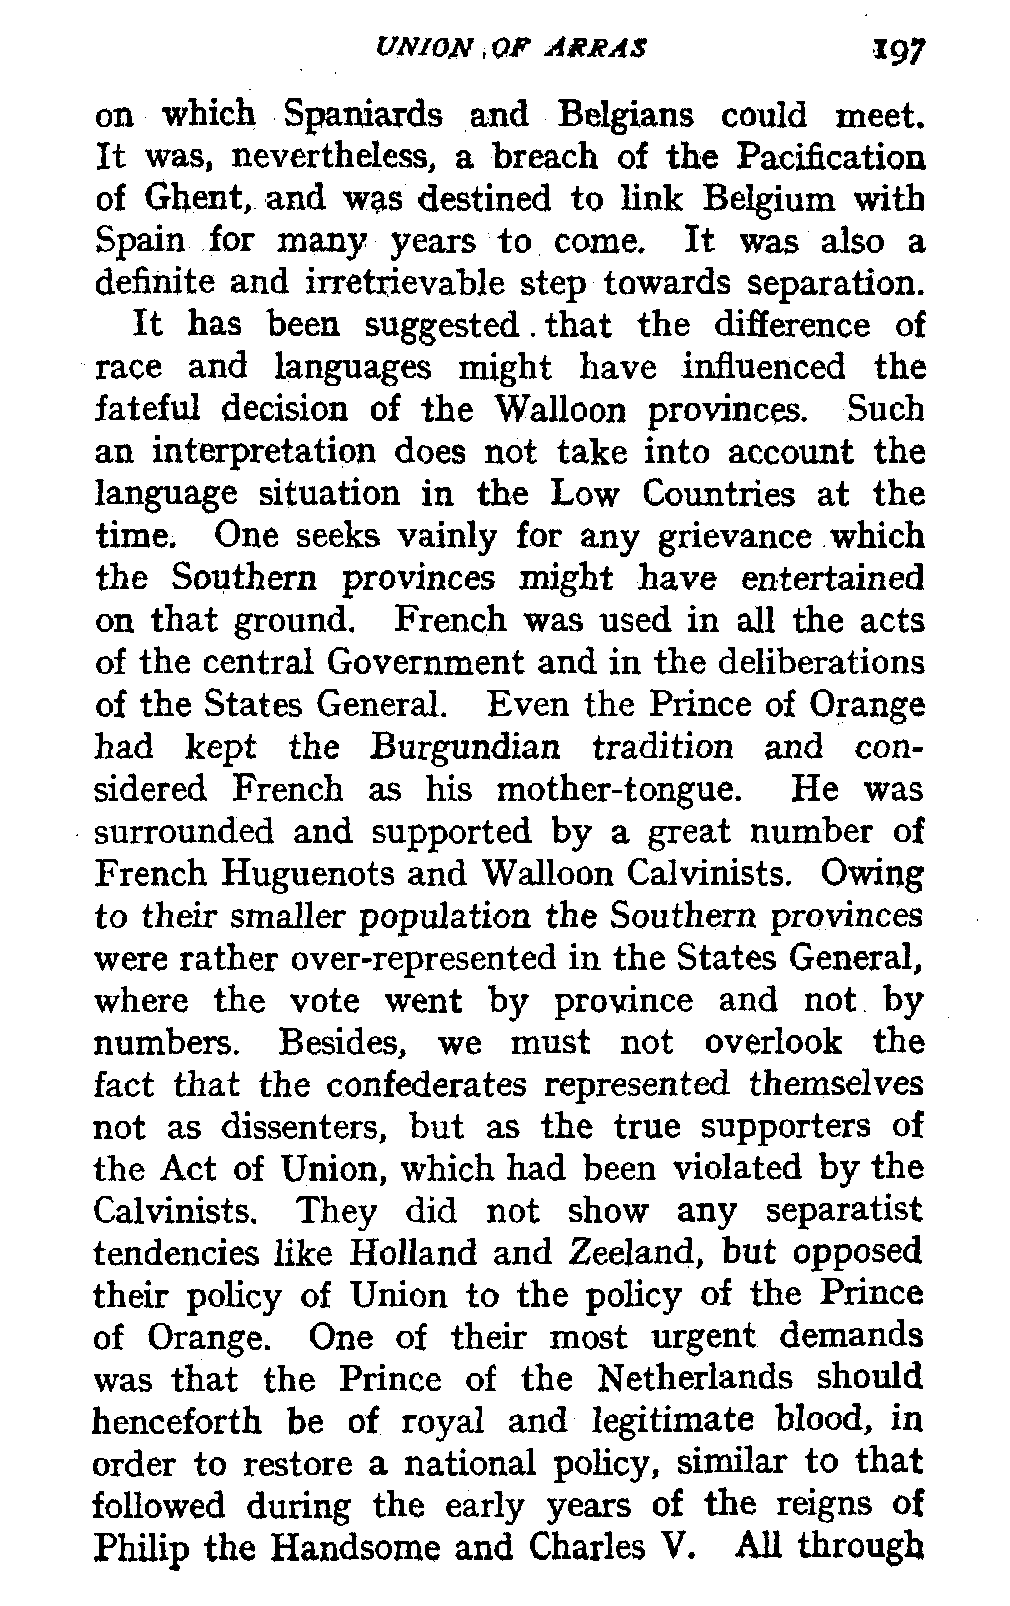 UNION OF ARRAS 197
on which Spaniards and Belgians could meet.
It was, nevertheless, a breach of the Pacification
of Ghent, and was destined to link Belgium with
Spain for many years to come. It was also a
definite and irretrievable step towards separation.
It has been suggested that the difference of
race and languages might have influenced the
fateful decision of the Walloon provinces. Such
an interpretation does not take into account the
language situation in the Low Countries at the
time. One seeks vainly for any grievance which
the Southern provinces might have entertained
on that ground. French was used in all the acts
of the central Government and in the deliberations
of the States General. Even the Prince of Orange
had kept the Burgundian tradition and con-
sidered French as his mother-tongue. He was
surrounded and supported by a great number of
French Huguenots and Walloon Calvinists. Owing
to their smaller population the Southern provinces
were rather over-represented in the States General,
where the vote went by province and not by
numbers. Besides, we must not overlook the
fact that the confederates represented themselves
not as dissenters, but as the true supporters of
the Act of Union, which had been violated by the
Calvinists. They did not show any separatist
tendencies like Holland and Zeeland, but opposed
their policy of Union to the policy of the Prince
of Orange. One of their most urgent demands
was that the Prince of the Netherlands should
henceforth be of royal and legitimate blood, in
order to restore a national policy, similar to that
followed during the early years of the reigns of
Philip the Handsome and Charles V. All through